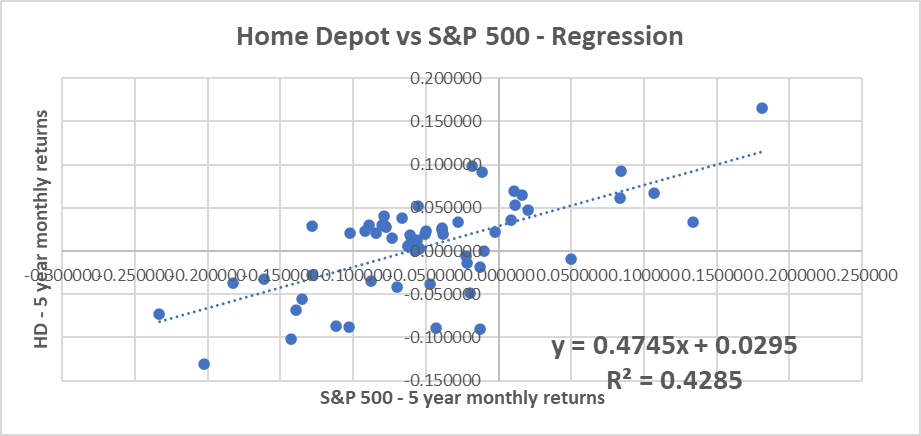 Home Depot vs S&P 500 - Regression
HD - 5 year monthly returns
0.200000
0.150000
0.100000
0.050000
0.000000
-0.300000 -0.250000 -0.200000 -0.150000 -0.100000 -0.050000 0.000000 0.050000 0.100000 0.150000 0.200000 0.250000
-0.050000
-0.100000
-0.150000
y = 0.4745x + 0.0295
R² = 0.4285
S&P 500 - 5 year monthly returns